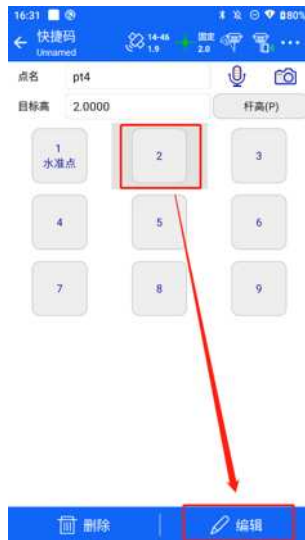 16:31 80%
快捷码 14-46 固定
Unnamed 1.9 2.0
点名 pt4
目标高 2.0000 杆高(P)
1 2 3
水准点
4 5 6
7 8 9
删除 编辑